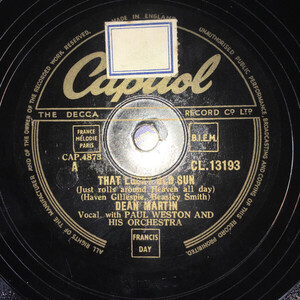 MADE IN ENGLAND
Capitol
THE DECCA RECORD CO LTD
FRANCE
MÉLODIE
PARIS
B.I.E.M.
CAP.4873
A
CL.13193
THAT LUCKY OLD SUN
(Just rolls around Heaven all day)
(Haven Gillespie, Beasley Smith)
DEAN MARTIN
Vocal, with PAUL WESTON AND
HIS ORCHESTRA
FRANCIS
DAY
ALL RIGHTS OF THE MANUFACTURER AND OF THE OWNER OF THE RECORDED WORK RESERVED. UNAUTHORISED PUBLIC PERFORMANCE, BROADCASTING AND COPYING OF THIS RECORD PROHIBITED.